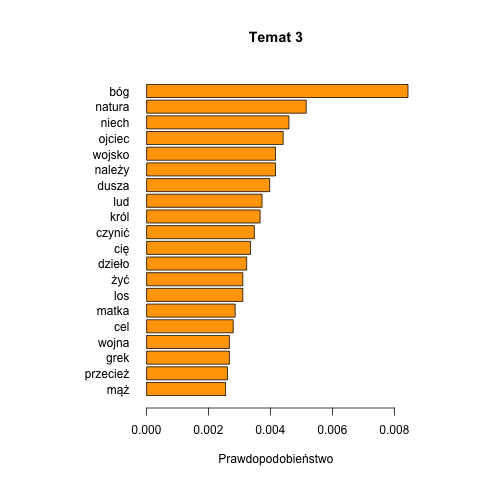 Temat 3
bóg
natura
niech
ojciec
wojsko
należy
dusza
lud
król
czynić
cię
dzieło
żyć
los
matka
cel
wojna
grek
przecież
mąż
0.000 0.002 0.004 0.006 0.008
Prawdopodobieństwo